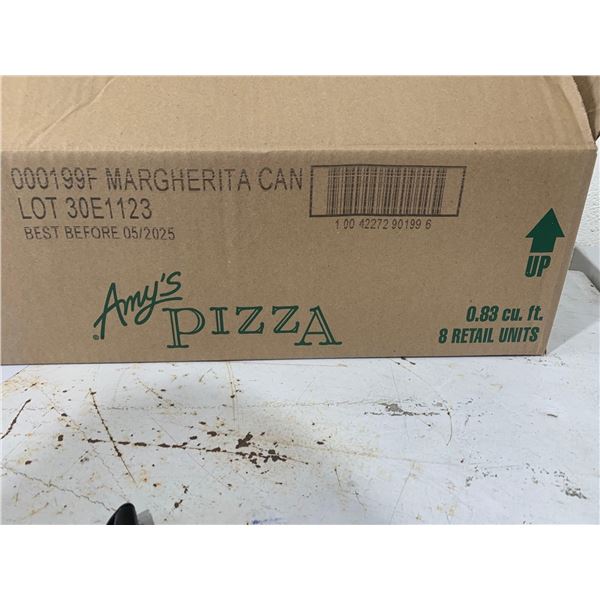 000199F MARGHERITA CAN
LOT 30E1123
BEST BEFORE 05/2025
1 00 42272 90199 6
UP
Amy's
PIZZA
0.83 cu. ft.
8 RETAIL UNITS